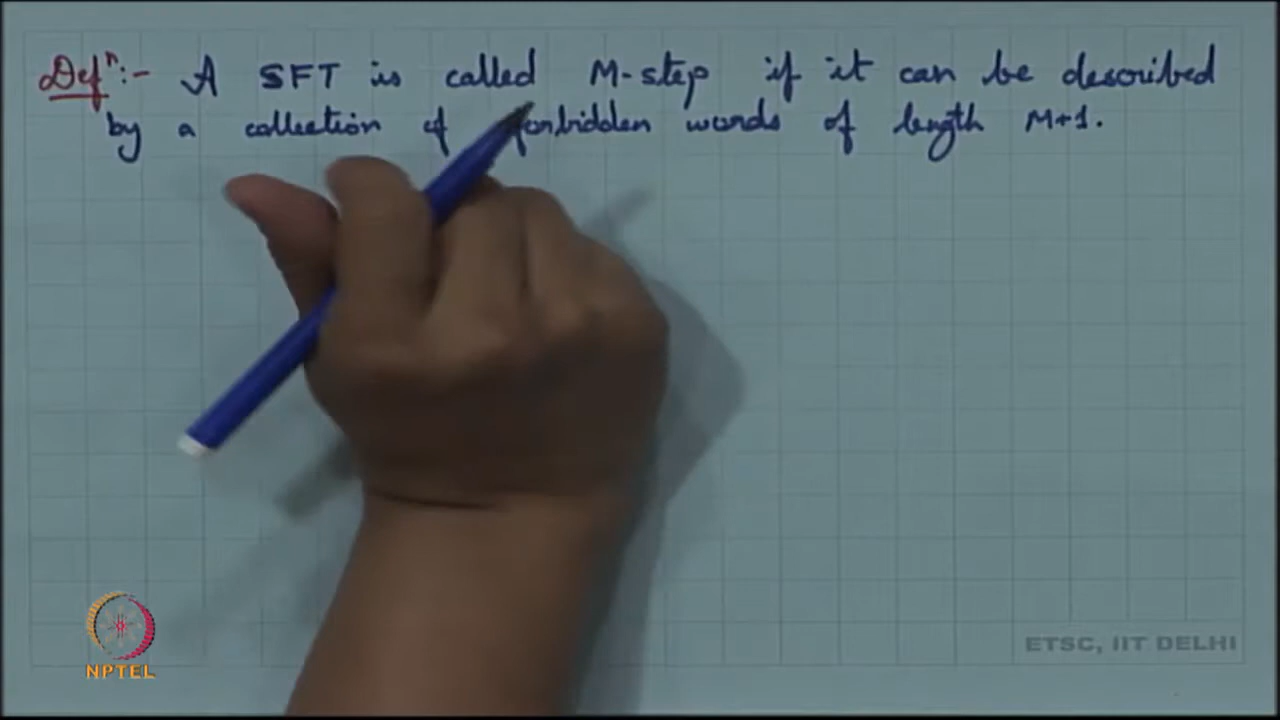 Defⁿ:- A SFT is called M-step if it can be described
by a collection of forbidden words of length M+1.
NPTEL
ETSC, IIT DELHI